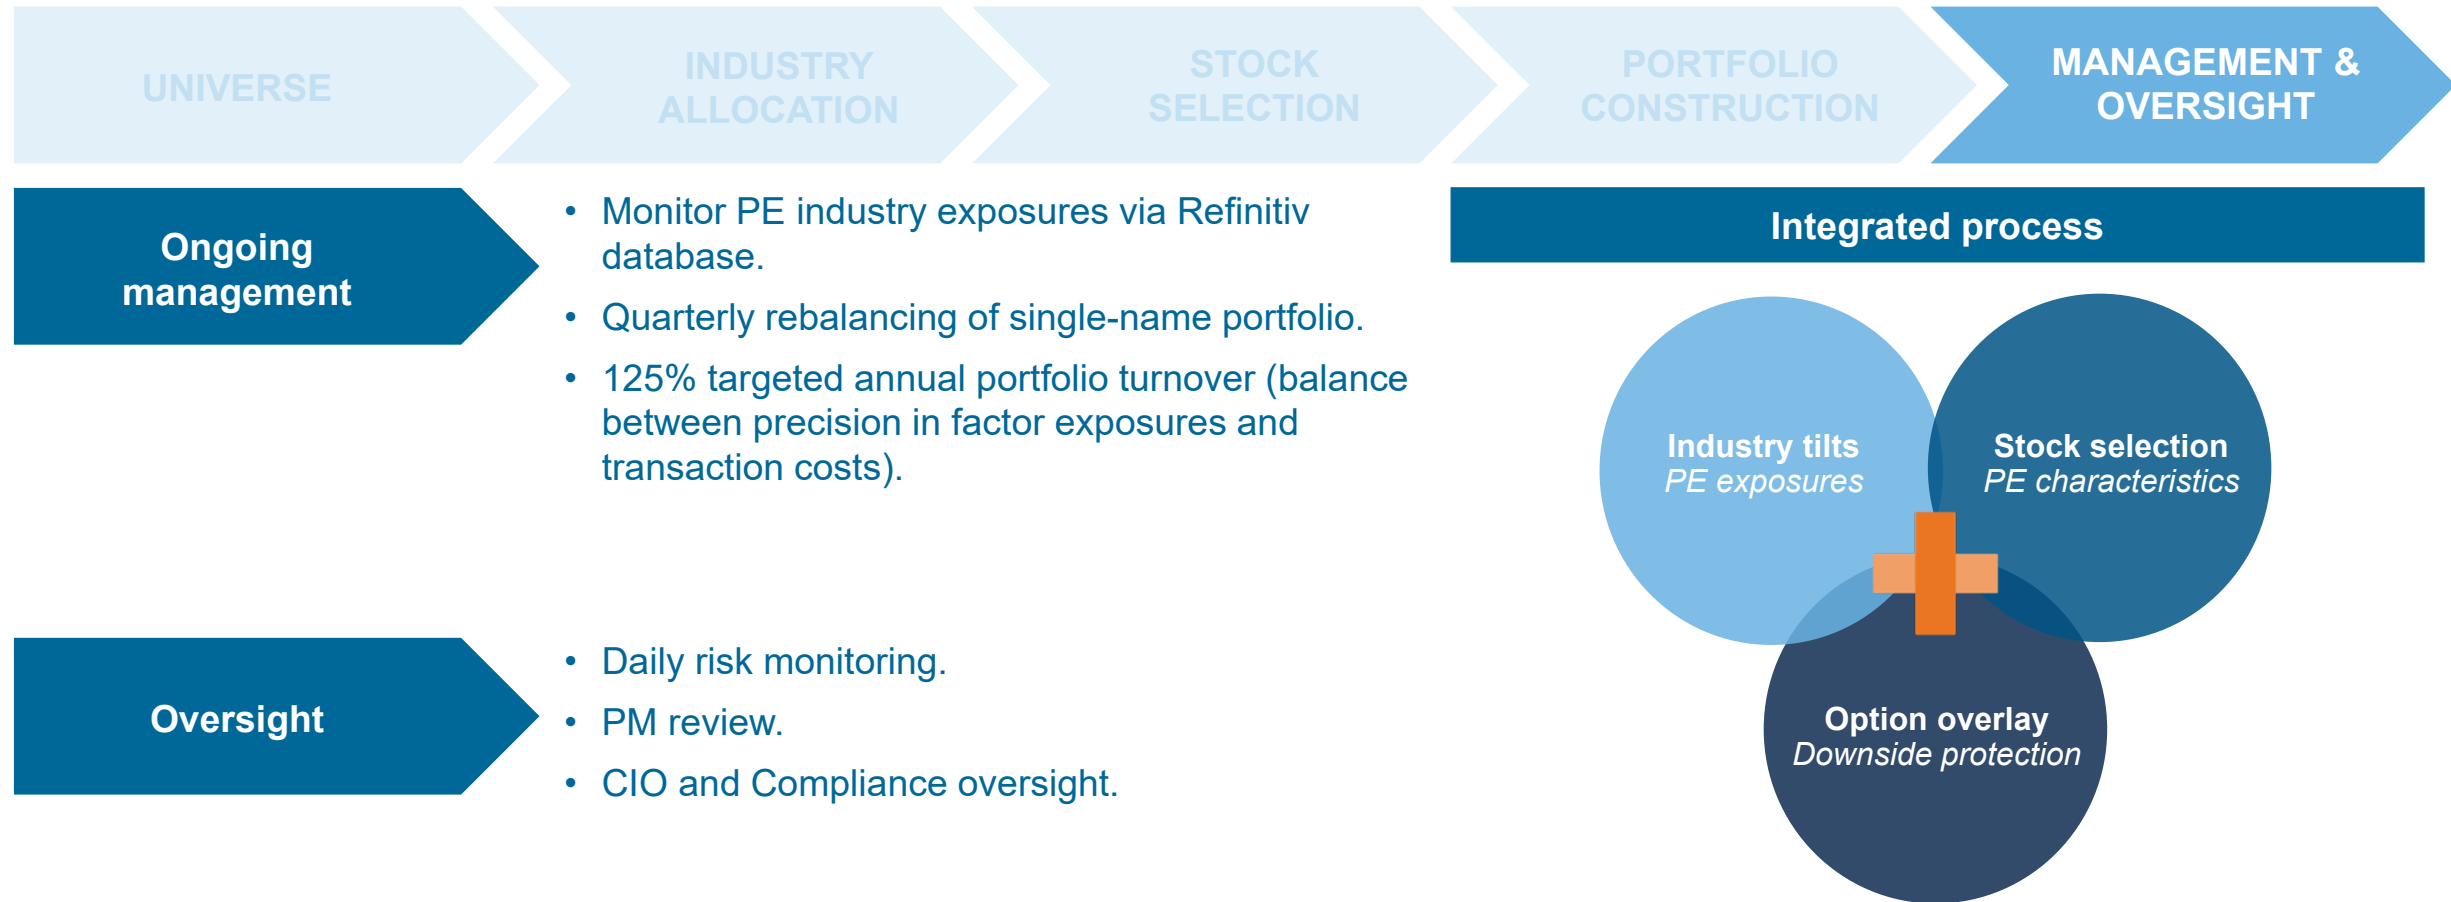 UNIVERSE
INDUSTRY
ALLOCATION
STOCK
SELECTION
PORTFOLIO
CONSTRUCTION
MANAGEMENT &
OVERSIGHT
Ongoing
management
• Monitor PE industry exposures via Refinitiv
database.
• Quarterly rebalancing of single-name portfolio.
• 125% targeted annual portfolio turnover (balance
between precision in factor exposures and
transaction costs).
Oversight
• Daily risk monitoring.
• PM review.
• CIO and Compliance oversight.
Integrated process
Industry tilts
PE exposures
Stock selection
PE characteristics
Option overlay
Downside protection